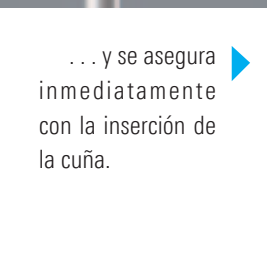 . . . y se asegura
inmediatamente
con la inserción de
la cuña.